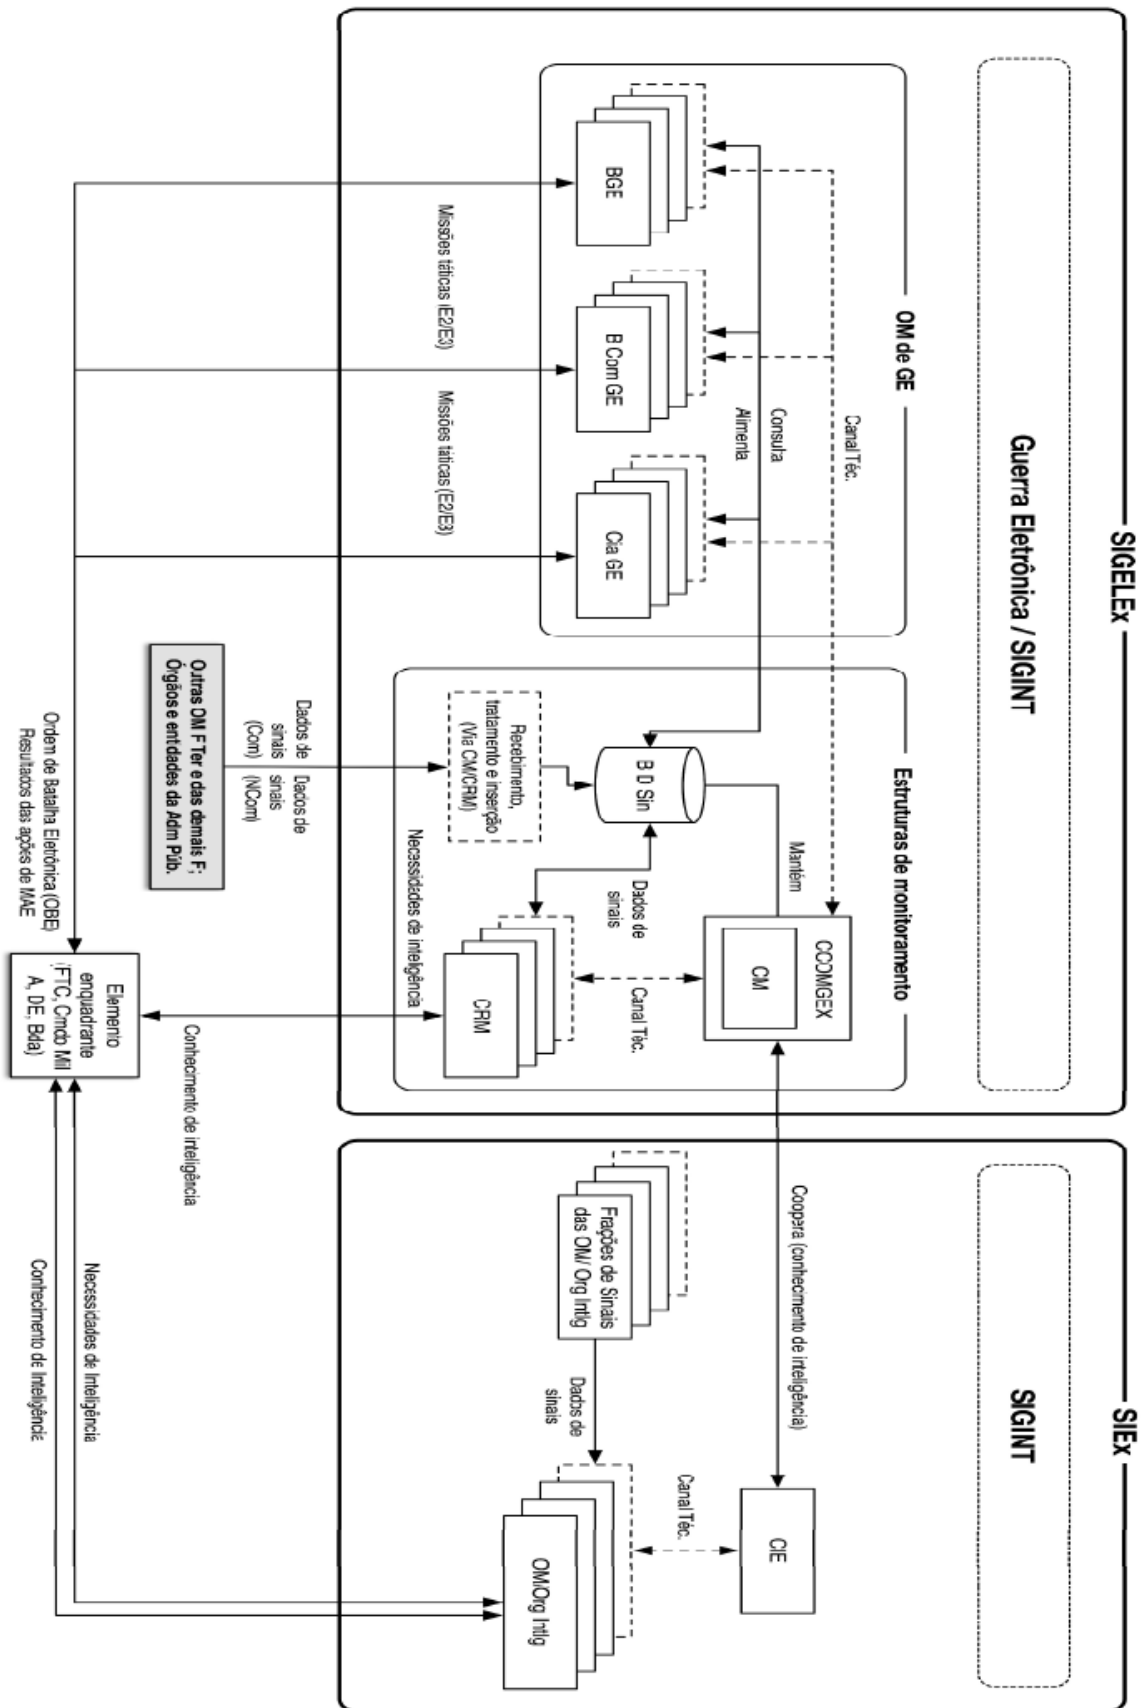 SIGELEx
Guerra Eletrônica / SIGINT
OM de GE
Canal Téc.
Consulta
Alimenta
BGE
B Com GE
Cia GE
Missões táticas (E2/E3)
Missões táticas (E2/E3)
Estruturas de monitoramento
CCOMGEX
CM
Mantém
B D Sin
Dados de
sinais
Canal Téc.
Recebimento,
tratamento e inserção
(Via CM/CRM)
CRM
Necessidades de inteligência
Dados de
sinais
(Com)
Dados de
sinais
(NCom)
Outras OM F Ter e das demais F;
Órgãos e entidades da Adm Púb.
Ordem de Batalha Eletrônica (OBE)
Resultados das ações de MAE
Elemento
enquadrante
(FTC, Cmdo Mil
A, DE, Bda)
Conhecimento de inteligência
SIEx
SIGINT
Coopera (conhecimento de inteligência)
CIE
Canal Téc.
Frações de Sinais
das OM/ Org Intlg
Dados de
sinais
OM/Org Intlg
Necessidades de Inteligência
Conhecimento de Inteligência